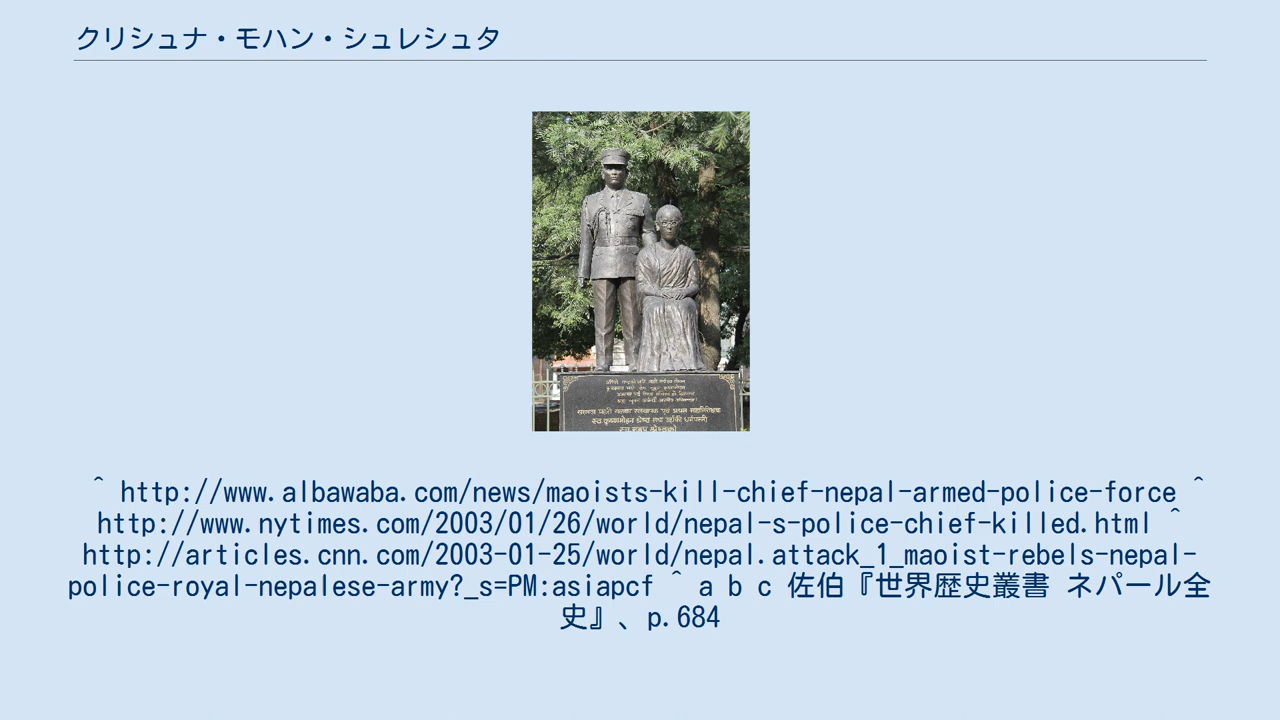 クリシュナ・モハン・シュレシュタ
^ http://www.albawaba.com/news/maoists-kill-chief-nepal-armed-police-force ^
http://www.nytimes.com/2003/01/26/world/nepal-s-police-chief-killed.html ^
http://articles.cnn.com/2003-01-25/world/nepal.attack_1_maoist-rebels-nepal-
police-royal-nepalese-army?_s=PM:asiapcf ^ a b c 佐伯『世界歴史叢書 ネパール全
史』、p.684